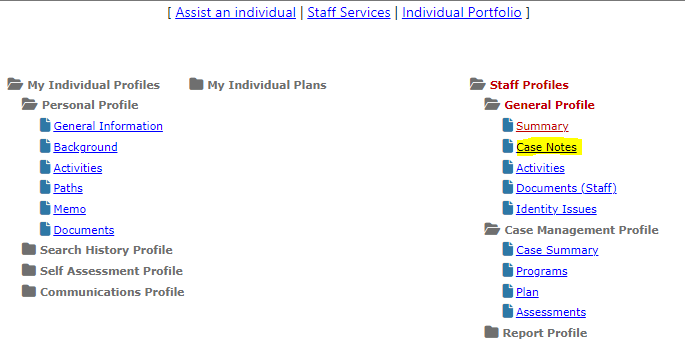 [ Assist an individual | Staff Services | Individual Portfolio ]
My Individual Profiles
Personal Profile
General Information
Background
Activities
Paths
Memo
Documents
Search History Profile
Self Assessment Profile
Communications Profile
My Individual Plans
Staff Profiles
General Profile
Summary
Case Notes
Activities
Documents (Staff)
Identity Issues
Case Management Profile
Case Summary
Programs
Plan
Assessments
Report Profile